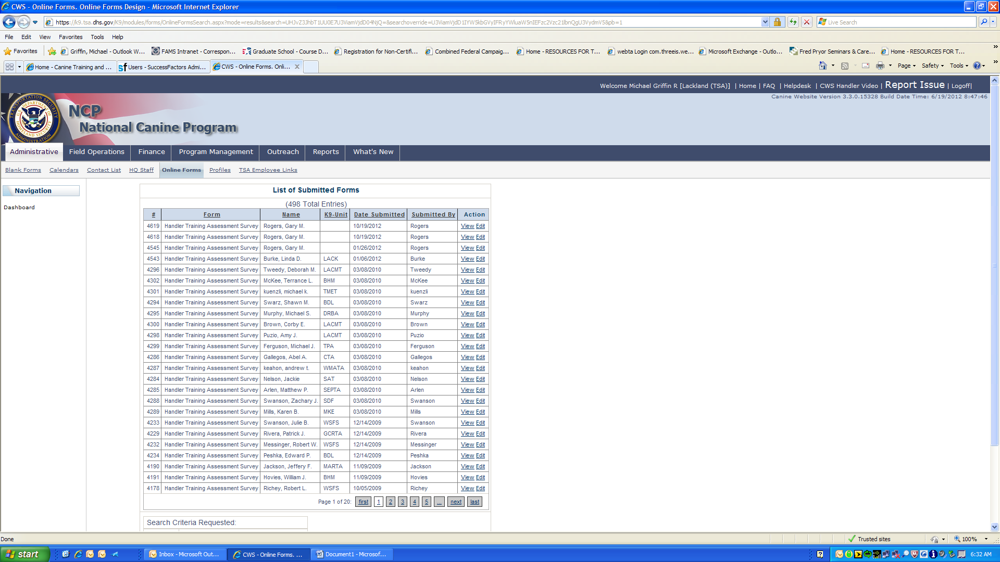 CWS - Online Forms. Online Forms Design - Microsoft Internet Explorer
Live Search
File Edit View Favorites Tools Help
Favorites Griffin, Michael - Outlook W... FAMS Intranet - Correspon... Graduate School - Course D... Registration for Non-Certifi... Combined Federal Campaig... Home - RESOURCES FOR T... webta Login com.threeis.we... Microsoft Exchange - Outlo... Fred Pryor Seminars & Care... Home - RESOURCES FOR T...
Home - Canine Training and ... Users - SuccessFactors Admi... CWS - Online Forms. Onli... Page Safety Tools
Welcome Michael Griffin R [Lackland (TSA)] | Home | FAQ | Helpdesk | CWS Handler Video | Report Issue | Logoff|
Canine Website Version 3.3.0.15328 Build Date Time: 6/19/2012 8:47:46
NCP
National Canine Program
Administrative Field Operations Finance Program Management Outreach Reports What's New
Blank Forms Calendars Contact List HQ Staff Online Forms Profiles TSA Employee Links
Navigation
Dashboard
List of Submitted Forms
(498 Total Entries)
# Form Name K9-Unit Date Submitted Submitted By Action
4619 Handler Training Assessment Survey Rogers, Gary M. 10/19/2012 Rogers View Edit
4618 Handler Training Assessment Survey Rogers, Gary M. 10/19/2012 Rogers View Edit
4545 Handler Training Assessment Survey Rogers, Gary M. 01/26/2012 Rogers View Edit
4543 Handler Training Assessment Survey Burke, Linda D. LACK 01/06/2012 Burke View Edit
4296 Handler Training Assessment Survey Tweedy, Deborah M. LACMT 03/08/2010 Tweedy View Edit
4302 Handler Training Assessment Survey McKee, Terrance L. BHM 03/08/2010 McKee View Edit
4301 Handler Training Assessment Survey kuenzli, michael k. TMET 03/08/2010 kuenzli View Edit
4294 Handler Training Assessment Survey Swarz, Shawn M. BDL 03/08/2010 Swarz View Edit
4295 Handler Training Assessment Survey Murphy, Michael S. DRBA 03/08/2010 Murphy View Edit
4300 Handler Training Assessment Survey Brown, Corby E. LACMT 03/08/2010 Brown View Edit
4298 Handler Training Assessment Survey Puzio, Amy J. LACMT 03/08/2010 Puzio View Edit
4299 Handler Training Assessment Survey Ferguson, Michael J. TPA 03/08/2010 Ferguson View Edit
4286 Handler Training Assessment Survey Gallegos, Abel A. CTA 03/08/2010 Gallegos View Edit
4287 Handler Training Assessment Survey keahon, andrew t. WMATA 03/08/2010 keahon View Edit
4284 Handler Training Assessment Survey Nelson, Jackie SAT 03/08/2010 Nelson View Edit
4285 Handler Training Assessment Survey Arlen, Matthew P. SEPTA 03/08/2010 Arlen View Edit
4288 Handler Training Assessment Survey Swanson, Zachary J. SDF 03/08/2010 Swanson View Edit
4289 Handler Training Assessment Survey Mills, Karen B. MKE 03/08/2010 Mills View Edit
4233 Handler Training Assessment Survey Swanson, Julie B. WSFS 12/14/2009 Swanson View Edit
4229 Handler Training Assessment Survey Rivera, Patrick J. GCRTA 12/14/2009 Rivera View Edit
4232 Handler Training Assessment Survey Messinger, Robert W. WSFS 12/14/2009 Messinger View Edit
4234 Handler Training Assessment Survey Peshka, Edward P. BDL 12/14/2009 Peshka View Edit
4190 Handler Training Assessment Survey Jackson, Jeffery F. MARTA 11/09/2009 Jackson View Edit
4191 Handler Training Assessment Survey Hovies, William J. BHM 11/09/2009 Hovies View Edit
4178 Handler Training Assessment Survey Richey, Robert L. WSFS 10/05/2009 Richey View Edit
Page 1 of 20: first 1 2 3 4 5 ... next last
Search Criteria Requested:
Done Trusted sites 100%
start Inbox - Microsoft Out... CWS - Online Forms. ... Document1 - Microsof... 6:32 AM